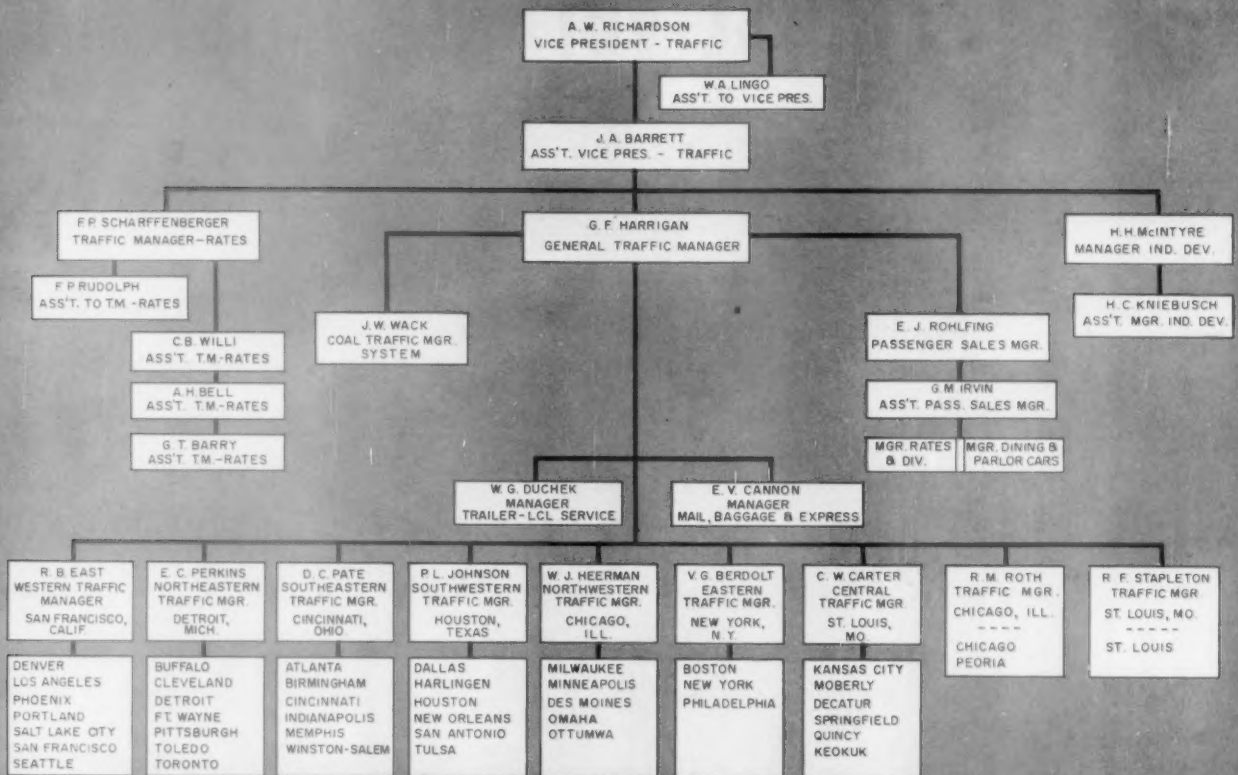 A. W. RICHARDSON
VICE PRESIDENT - TRAFFIC
W. A. LINGO
ASS'T. TO VICE PRES.
J. A. BARRETT
ASS'T. VICE PRES. - TRAFFIC
F. P. SCHARFFENBERGER
TRAFFIC MANAGER-RATES
G. F. HARRIGAN
GENERAL TRAFFIC MANAGER
H. H. McINTYRE
MANAGER IND. DEV.
F P RUDOLPH
ASS'T. TO T.M. -RATES
H. C. KNIEBUSCH
ASS'T. MGR. IND. DEV.
C. B. WILLI
ASS'T T.M.-RATES
A. H. BELL
ASS'T. T.M.-RATES
G. T. BARRY
ASS'T. T.M.-RATES
J. W. WACK
COAL TRAFFIC MGR.
SYSTEM
E. J. ROHLFING
PASSENGER SALES MGR.
G. M. IRVIN
ASS'T. PASS. SALES MGR.
MGR. RATES
& DIV.
MGR. DINING &
PARLOR CARS
W. G. DUCHEK
MANAGER
TRAILER-LCL SERVICE
E. V. CANNON
MANAGER
MAIL, BAGGAGE & EXPRESS
R. B. EAST
WESTERN TRAFFIC
MANAGER
SAN FRANCISCO,
CALIF.
DENVER
LOS ANGELES
PHOENIX
PORTLAND
SALT LAKE CITY
SAN FRANCISCO
SEATTLE
E. C. PERKINS
NORTHEASTERN
TRAFFIC MGR.
DETROIT,
MICH.
BUFFALO
CLEVELAND
DETROIT
FT. WAYNE
PITTSBURGH
TOLEDO
TORONTO
D. C. PATE
SOUTHEASTERN
TRAFFIC MGR.
CINCINNATI,
OHIO.
ATLANTA
BIRMINGHAM
CINCINNATI
INDIANAPOLIS
MEMPHIS
WINSTON-SALEM
P. L. JOHNSON
SOUTHWESTERN
TRAFFIC MGR.
HOUSTON,
TEXAS
DALLAS
HARLINGEN
HOUSTON
NEW ORLEANS
SAN ANTONIO
TULSA
W. J. HEERMAN
NORTHWESTERN
TRAFFIC MGR.
CHICAGO,
ILL.
MILWAUKEE
MINNEAPOLIS
DES MOINES
OMAHA
OTTUMWA
V. G. BERDOLT
EASTERN
TRAFFIC MGR.
NEW YORK,
N. Y.
BOSTON
NEW YORK
PHILADELPHIA
C. W. CARTER
CENTRAL
TRAFFIC MGR.
ST. LOUIS,
MO.
KANSAS CITY
MOBERLY
DECATUR
SPRINGFIELD
QUINCY
KEOKUK
R. M. ROTH
TRAFFIC MGR.
CHICAGO, ILL.
----
CHICAGO
PEORIA
R. F. STAPLETON
TRAFFIC MGR
ST. LOUIS, MO.
-----
ST. LOUIS